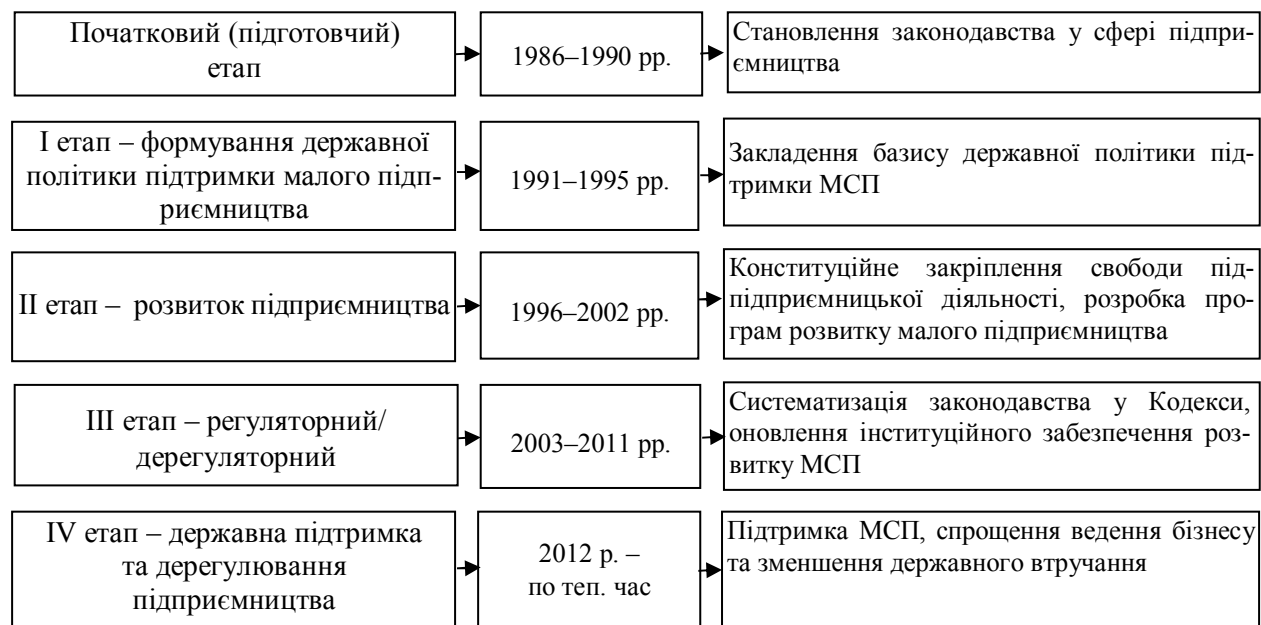 Початковий (підготовчий)
етап
1986–1990 рр.
Становлення законодавства у сфері підпри-
ємництва
І етап – формування державної
політики підтримки малого підп-
риємництва
1991–1995 рр.
Закладення базису державної політики під-
тримки МСП
ІІ етап – розвиток підприємництва
1996–2002 рр.
Конституційне закріплення свободи під-
підприємницької діяльності, розробка про-
грам розвитку малого підприємництва
ІІІ етап – регуляторний/
дерегуляторний
2003–2011 рр.
Систематизація законодавства у Кодекси,
оновлення інституційного забезпечення роз-
витку МСП
IV етап – державна підтримка
та дерегулювання
підприємництва
2012 р. –
по теп. час
Підтримка МСП, спрощення ведення бізнесу
та зменшення державного втручання